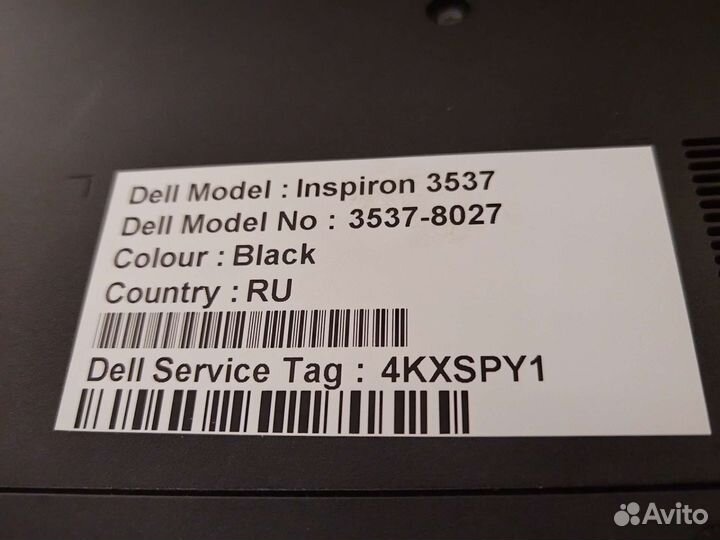 Dell Model : Inspiron 3537
Dell Model No : 3537-8027
Colour : Black
Country : RU
Dell Service Tag : 4KXSPY1
Avito